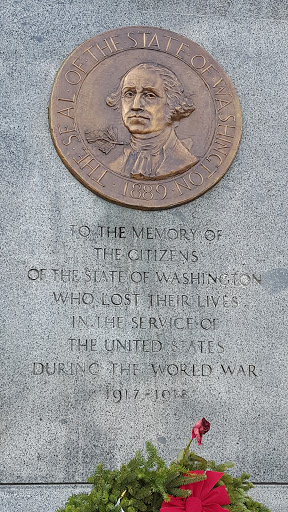 THE SEAL OF THE STATE OF WASHINGTON
1889
TO THE MEMORY OF
THE CITIZENS
OF THE STATE OF WASHINGTON
WHO LOST THEIR LIVES
IN THE SERVICE OF
THE UNITED STATES
DURING THE WORLD WAR
1917-1918